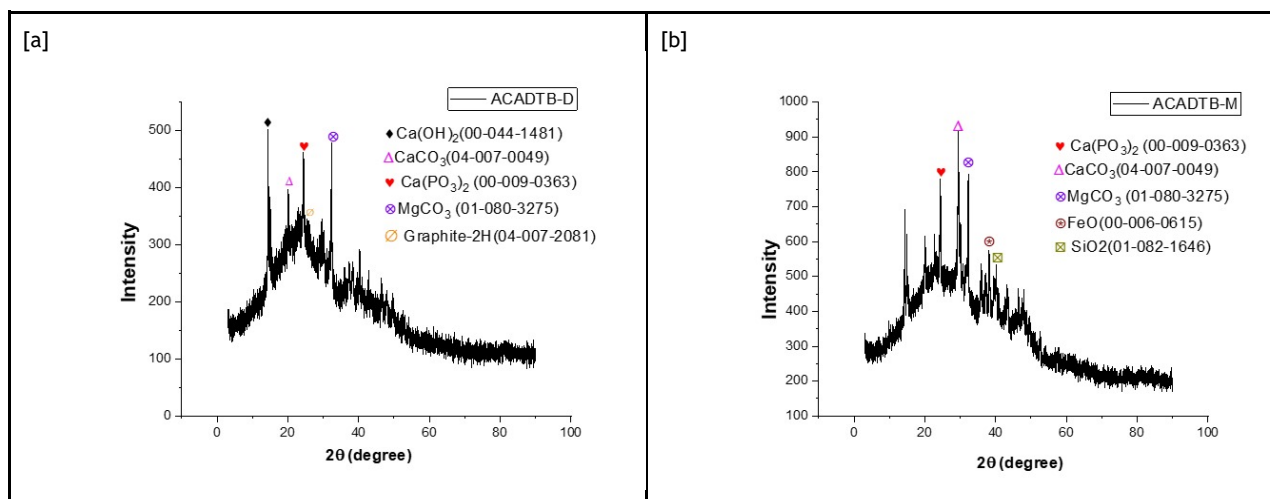 [a]
ACADTB-D
♦Ca(OH)2(00-044-1481)
△CaCO3(04-007-0049)
♥Ca(PO3)2 (00-009-0363)
⊗MgCO3 (01-080-3275)
∅ Graphite-2H(04-007-2081)
Intensity
500
400
300
200
100
0
0 20 40 60 80 100
2θ (degree)
[b]
ACADTB-M
♥ Ca(PO3)2 (00-009-0363)
△ CaCO3(04-007-0049)
⊗ MgCO3 (01-080-3275)
⊛ FeO(00-006-0615)
⊠ SiO2(01-082-1646)
Intensity
1000
900
800
700
600
500
400
300
200
100
0 20 40 60 80 100
2θ (degree)